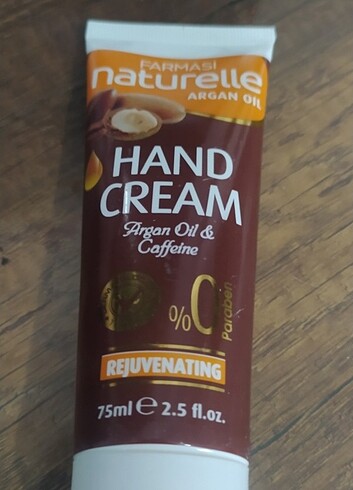 FARMASi
naturelle
ARGAN OIL
HAND
CREAM
Argan Oil &
Caffeine
%0
Paraben
REJUVENATING
75ml e 2.5 fl.oz.